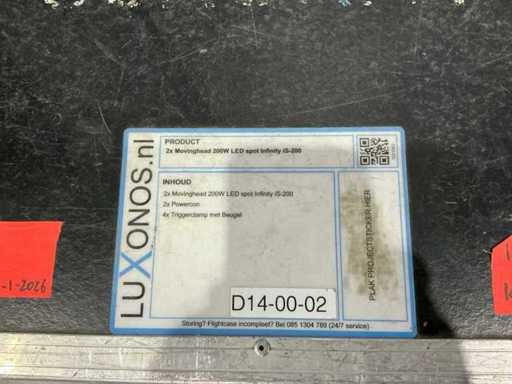 LUXONOS.nl
PRODUCT
2x Movinghead 200W LED spot Infinity iS-200
INHOUD
2x Movinghead 200W LED spot Infinity iS-200
2x Powercon
4x Triggerclamp met Beugel
PLAK PROJECTSTICKER HIER
D14-00-02
Storing? Flightcase incompleet? Bel 085 1304 789 (24/7 service)
-1-2026